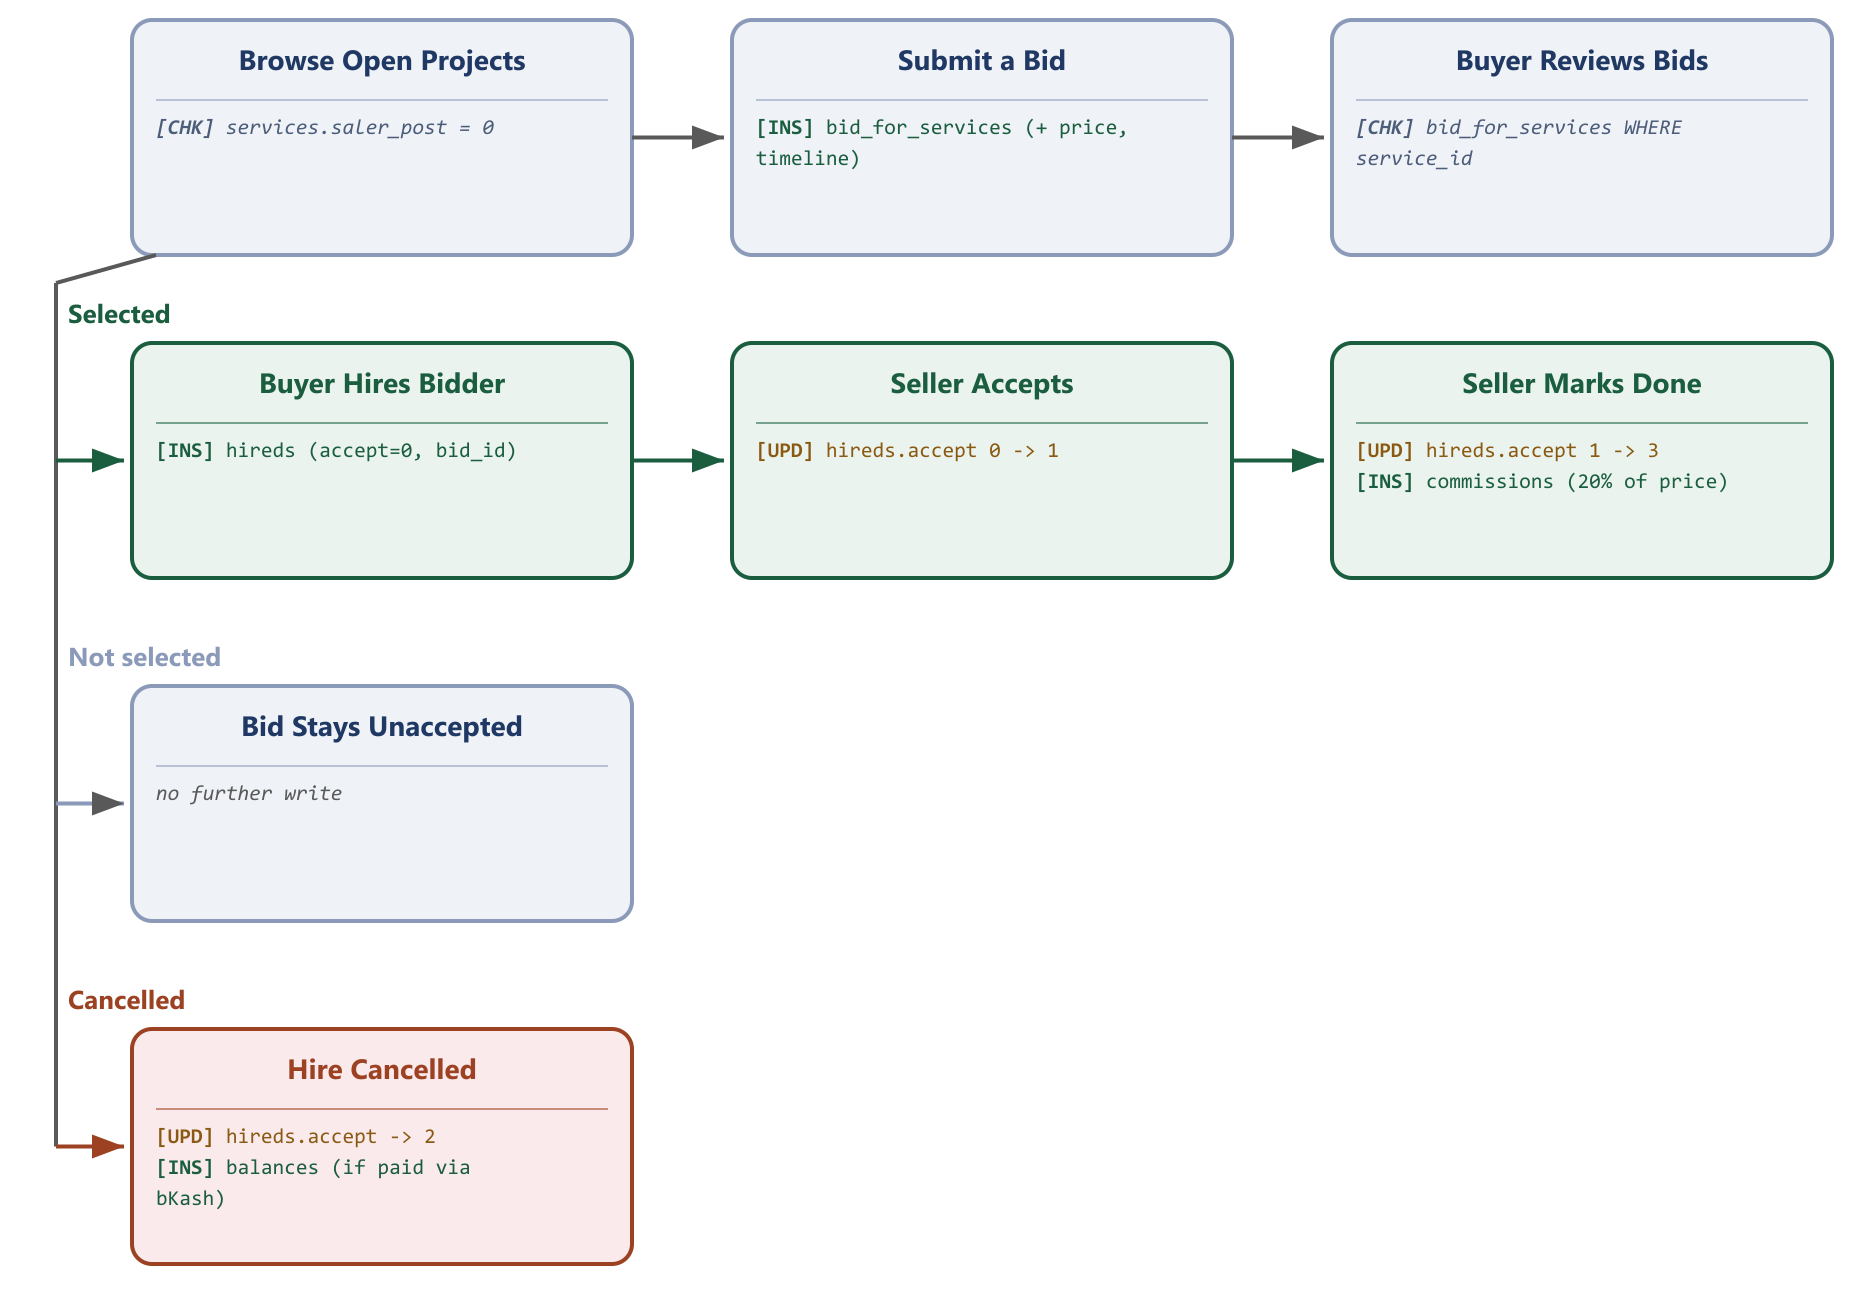 Browse Open Projects
[CHK] services.saler_post = 0
Submit a Bid
[INS] bid_for_services (+ price,
timeline)
Buyer Reviews Bids
[CHK] bid_for_services WHERE
service_id
Selected
Buyer Hires Bidder
[INS] hireds (accept=0, bid_id)
Seller Accepts
[UPD] hireds.accept 0 -> 1
Seller Marks Done
[UPD] hireds.accept 1 -> 3
[INS] commissions (20% of price)
Not selected
Bid Stays Unaccepted
no further write
Cancelled
Hire Cancelled
[UPD] hireds.accept -> 2
[INS] balances (if paid via
bKash)